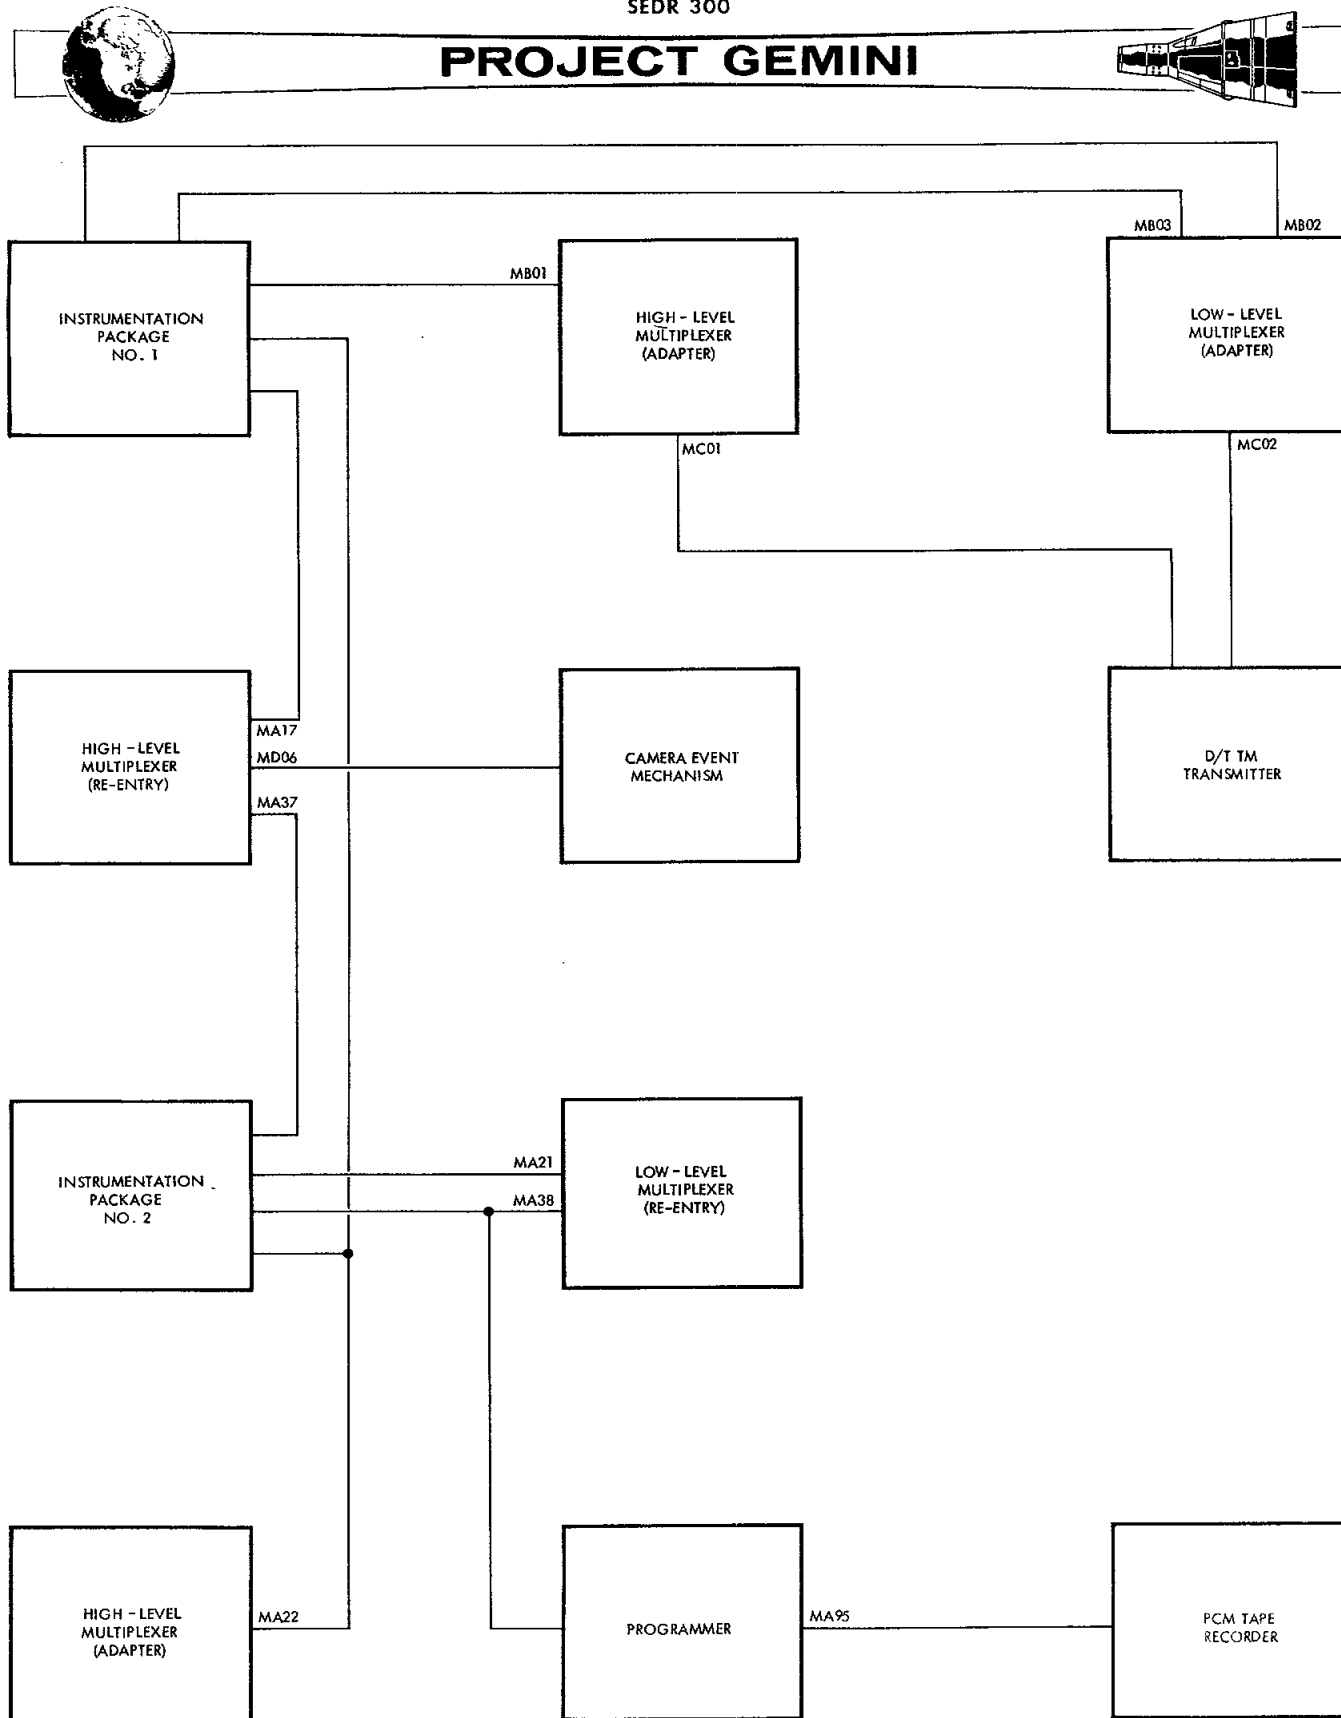 SEDR 300
PROJECT GEMINI
MB03
MB02
MB01
INSTRUMENTATION
PACKAGE
NO. 1
HIGH - LEVEL
MULTIPLEXER
(ADAPTER)
LOW - LEVEL
MULTIPLEXER
(ADAPTER)
MC01
MC02
MA17
MD06
MA37
HIGH - LEVEL
MULTIPLEXER
(RE-ENTRY)
CAMERA EVENT
MECHANISM
D/T TM
TRANSMITTER
INSTRUMENTATION
PACKAGE
NO. 2
MA21
MA38
LOW - LEVEL
MULTIPLEXER
(RE-ENTRY)
HIGH - LEVEL
MULTIPLEXER
(ADAPTER)
MA22
PROGRAMMER
MA95
PCM TAPE
RECORDER